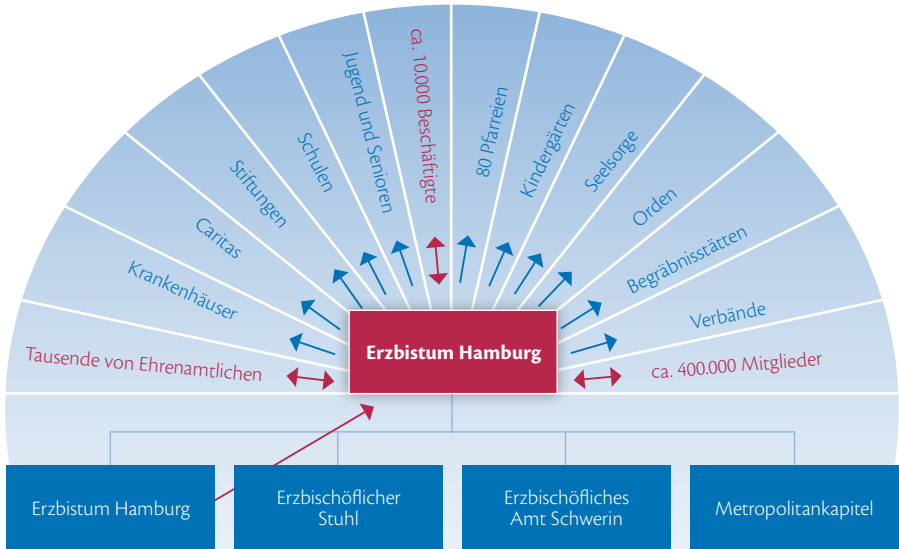 Tausende von Ehrenamtlichen
Krankenhäuser
Caritas
Stiftungen
Schulen
Jugend und Senioren
ca. 10.000 Beschäftigte
80 Pfarreien
Kindergärten
Seelsorge
Orden
Begräbnisstätten
Verbände
ca. 400.000 Mitglieder
Erzbistum Hamburg
Erzbistum Hamburg
Erzbischöflicher
Stuhl
Erzbischöfliches
Amt Schwerin
Metropolitankapitel